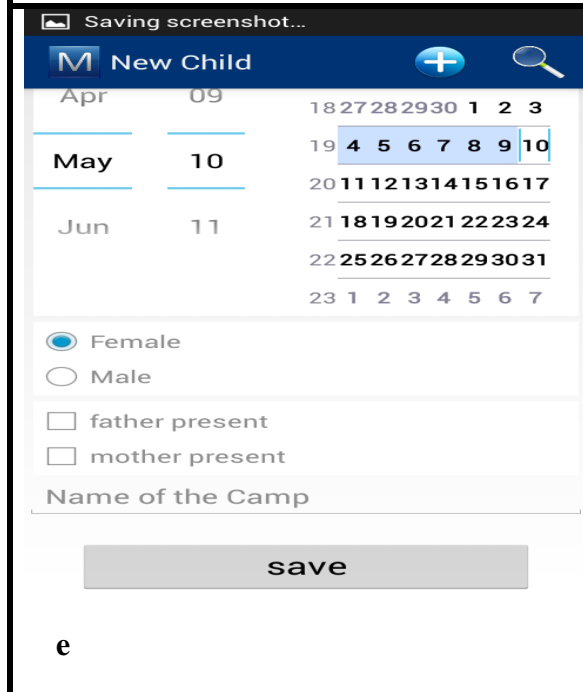 Saving screenshot...
M New Child
Apr 09
18 27 28 29 30 1 2 3
May 10
19 4 5 6 7 8 9 10
20 11 12 13 14 15 16 17
Jun 11
21 18 19 20 21 22 23 24
22 25 26 27 28 29 30 31
23 1 2 3 4 5 6 7
Female
Male
father present
mother present
Name of the Camp
save
e